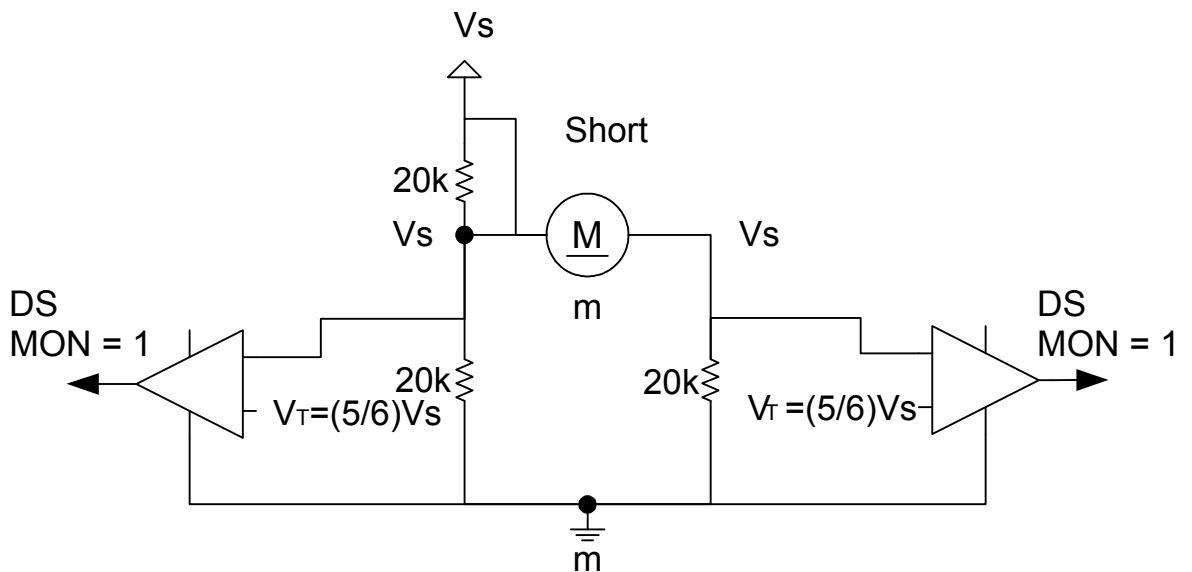 Vs
Short
20k
Vs
M
Vs
m
DS
MON = 1
DS
MON = 1
20k
20k
VT=(5/6)Vs
VT=(5/6)Vs
m